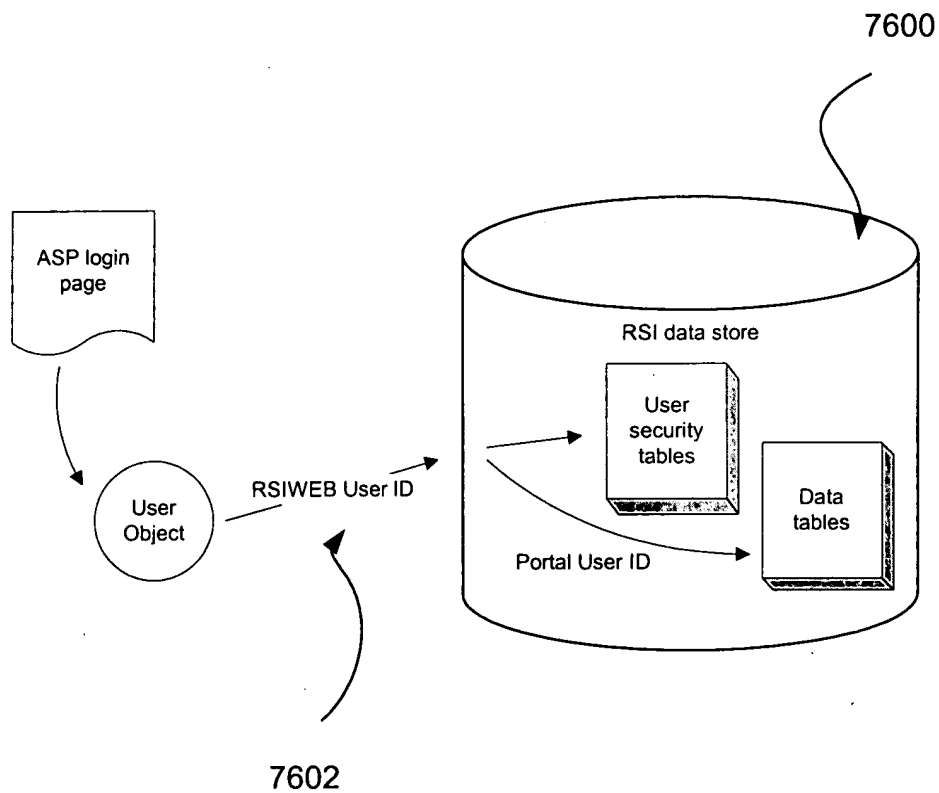 7600
ASP login
page
RSI data store
User
security
tables
User
Object
RSIWEB User ID
Data
tables
Portal User ID
7602